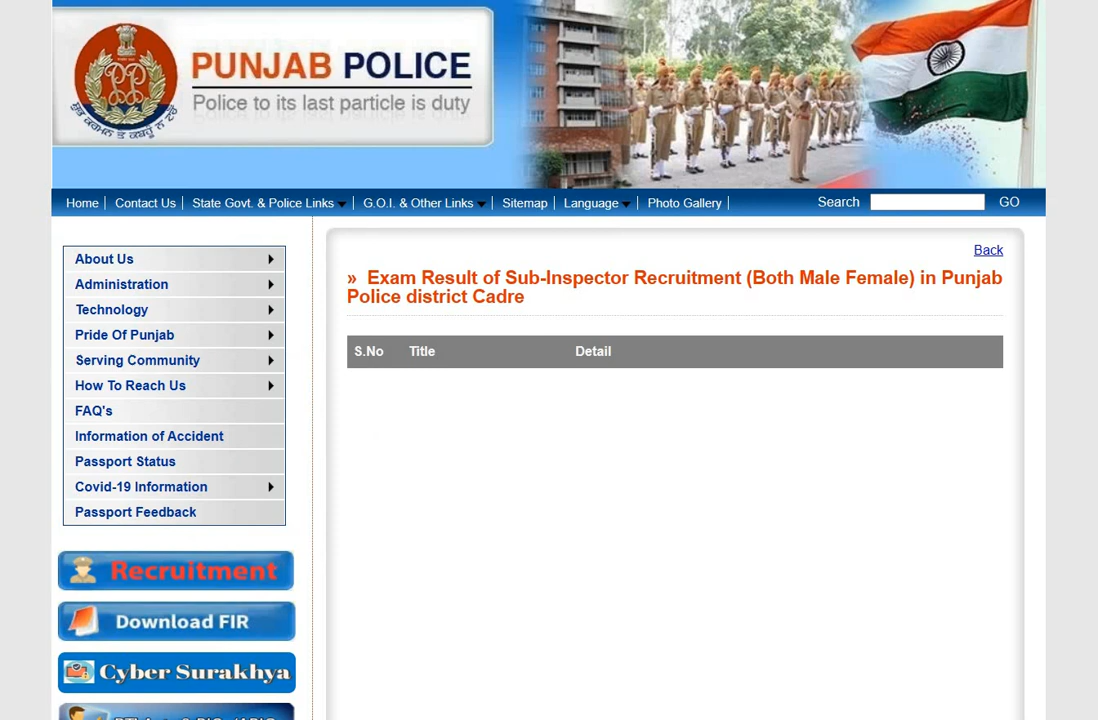 PUNJAB POLICE
Police to its last particle is duty
Home
Contact Us
State Govt. & Police Links
G.O.I. & Other Links
Sitemap
Language
Photo Gallery
Search
GO
About Us
Administration
Technology
Pride Of Punjab
Serving Community
How To Reach Us
FAQ's
Information of Accident
Passport Status
Covid-19 Information
Passport Feedback
Recruitment
Download FIR
Cyber Surakhya
Back
» Exam Result of Sub-Inspector Recruitment (Both Male Female) in Punjab
Police district Cadre
S.No Title Detail